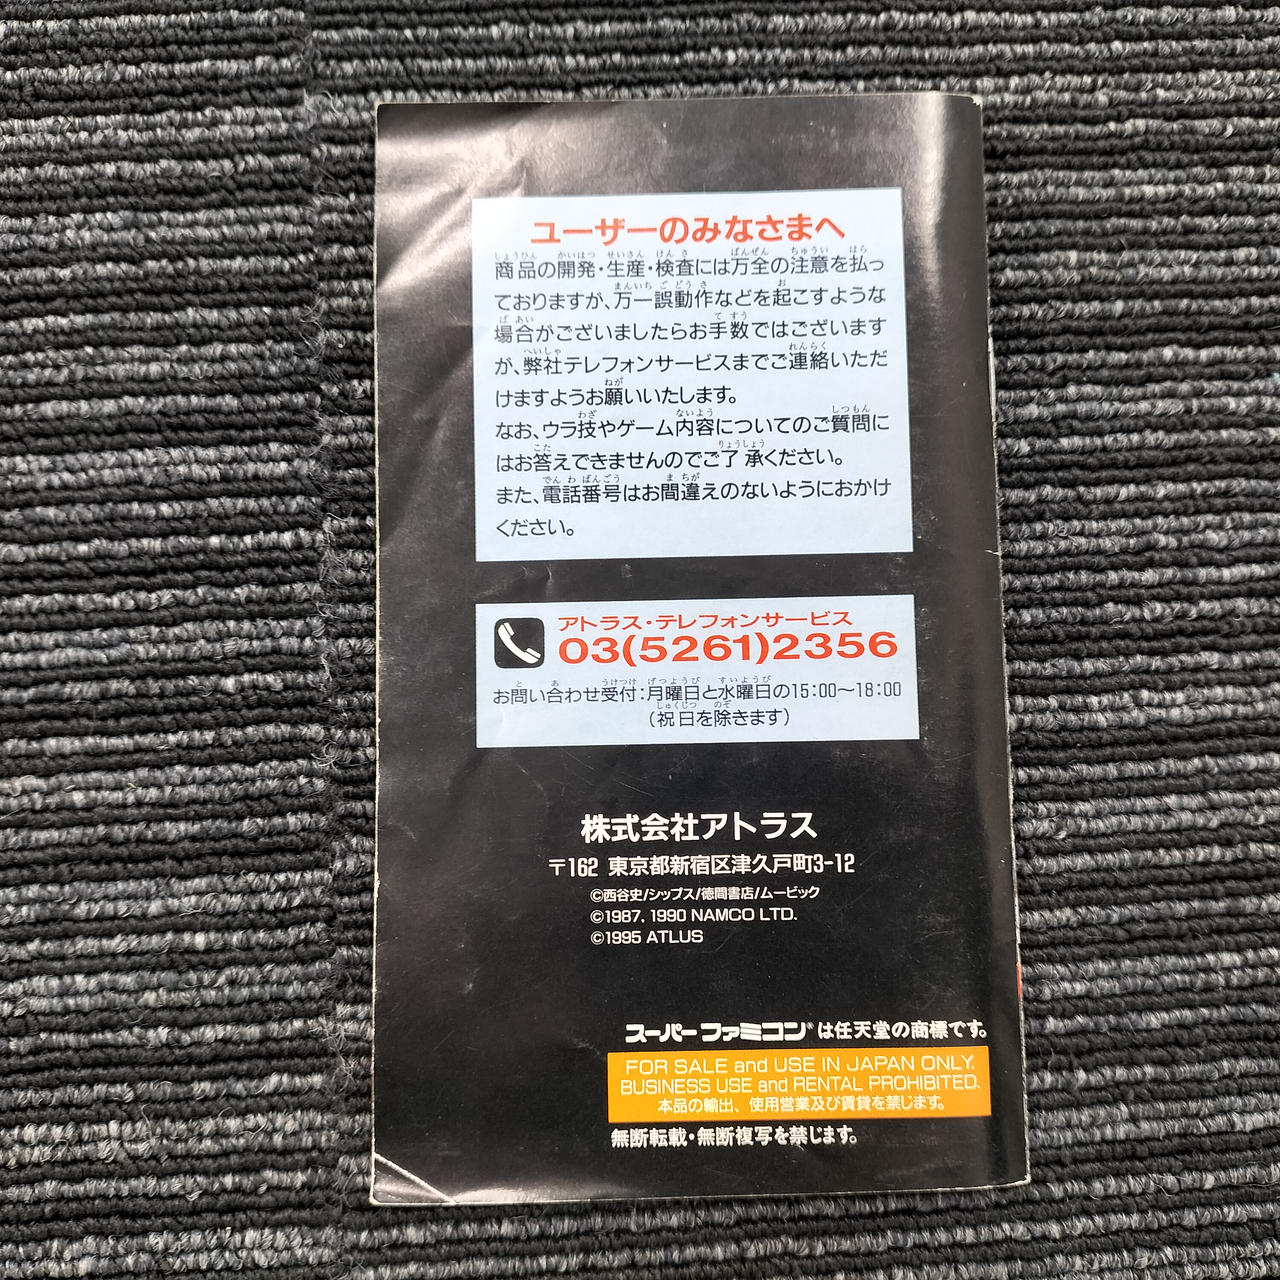 ユーザーのみなさまへ
商品の開発・生産・検査には万全の注意を払っ
ておりますが、万一誤動作などを起こすような
場合がございましたらお手数ではございます
が、弊社テレフォンサービスまでご連絡いただ
けますようお願いいたします。
なお、ウラ技やゲーム内容についてのご質問に
はお答えできませんのでご了承ください。
また、電話番号はお間違えのないようにおかけ
ください。
アトラス・テレフォンサービス
03(5261)2356
お問い合わせ受付:月曜日と水曜日の15:00〜18:00
(祝日を除きます)
株式会社アトラス
〒162 東京都新宿区津久戸町3-12
©西谷史/シップス/徳間書店/ムービック
©1987, 1990 NAMCO LTD.
©1995 ATLUS
スーパーファミコン®は任天堂の商標です。
FOR SALE and USE IN JAPAN ONLY.
BUSINESS USE and RENTAL PROHIBITED.
本品の輸出、使用営業及び賃貸を禁じます。
無断転載・無断複写を禁じます。